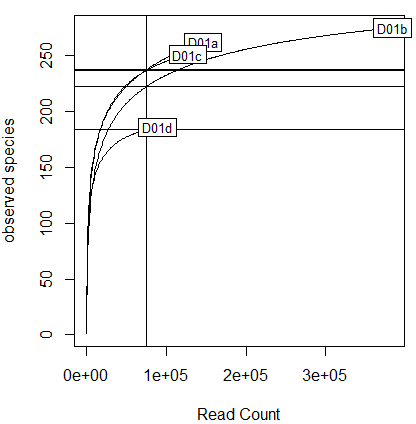 D01b
D01a
D01c
D01d
observed species
250
200
150
100
50
0
0e+00 1e+05 2e+05 3e+05
Read Count